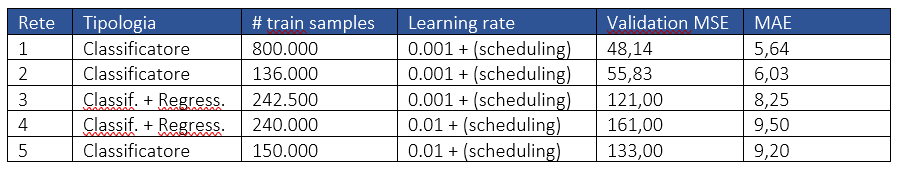 Rete Tipologia # train samples Learning rate Validation MSE MAE
1 Classificatore 800.000 0.001 + (scheduling) 48,14 5,64
2 Classificatore 136.000 0.001 + (scheduling) 55,83 6,03
3 Classif. + Regress. 242.500 0.001 + (scheduling) 121,00 8,25
4 Classif. + Regress. 240.000 0.01 + (scheduling) 161,00 9,50
5 Classificatore 150.000 0.01 + (scheduling) 133,00 9,20